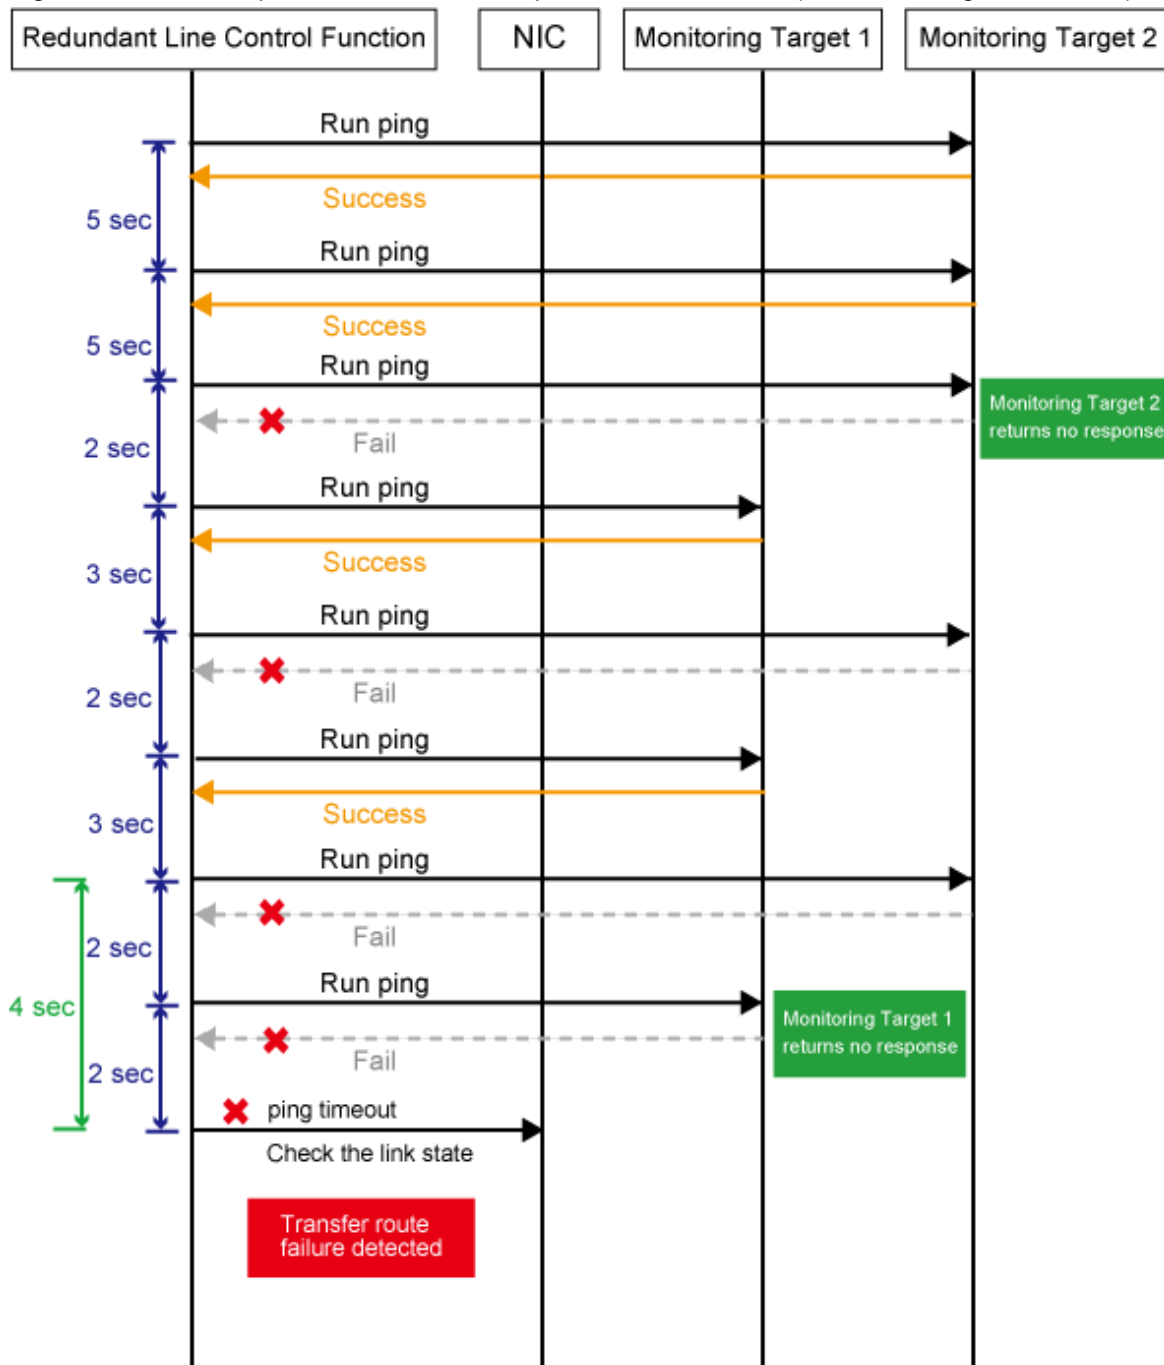 Redundant Line Control Function
NIC
Monitoring Target 1
Monitoring Target 2
Run ping
Success
5 sec
Run ping
Success
5 sec
Run ping
Monitoring Target 2
returns no response
Fail
2 sec
Run ping
Success
3 sec
Run ping
Fail
2 sec
Run ping
Success
3 sec
Run ping
Fail
2 sec
Run ping
4 sec
Monitoring Target 1
returns no response
Fail
2 sec
ping timeout
Check the link state
Transfer route
failure detected